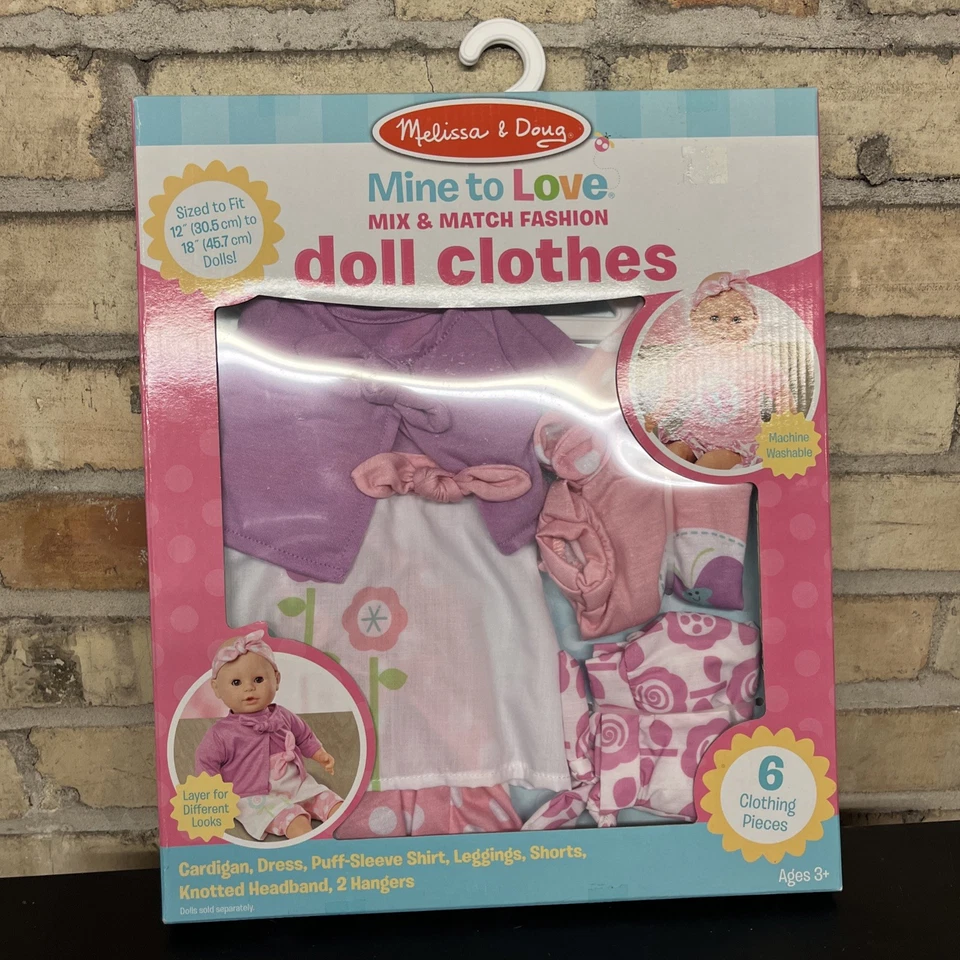 Melissa & Doug®
Mine to Love®
MIX & MATCH FASHION
doll clothes
Sized to Fit
12″ (30.5 cm) to
18″ (45.7 cm)
Dolls!
Machine
Washable
Layer for
Different
Looks
6
Clothing
Pieces
Cardigan, Dress, Puff-Sleeve Shirt, Leggings, Shorts,
Knotted Headband, 2 Hangers
Ages 3+
Dolls sold separately.